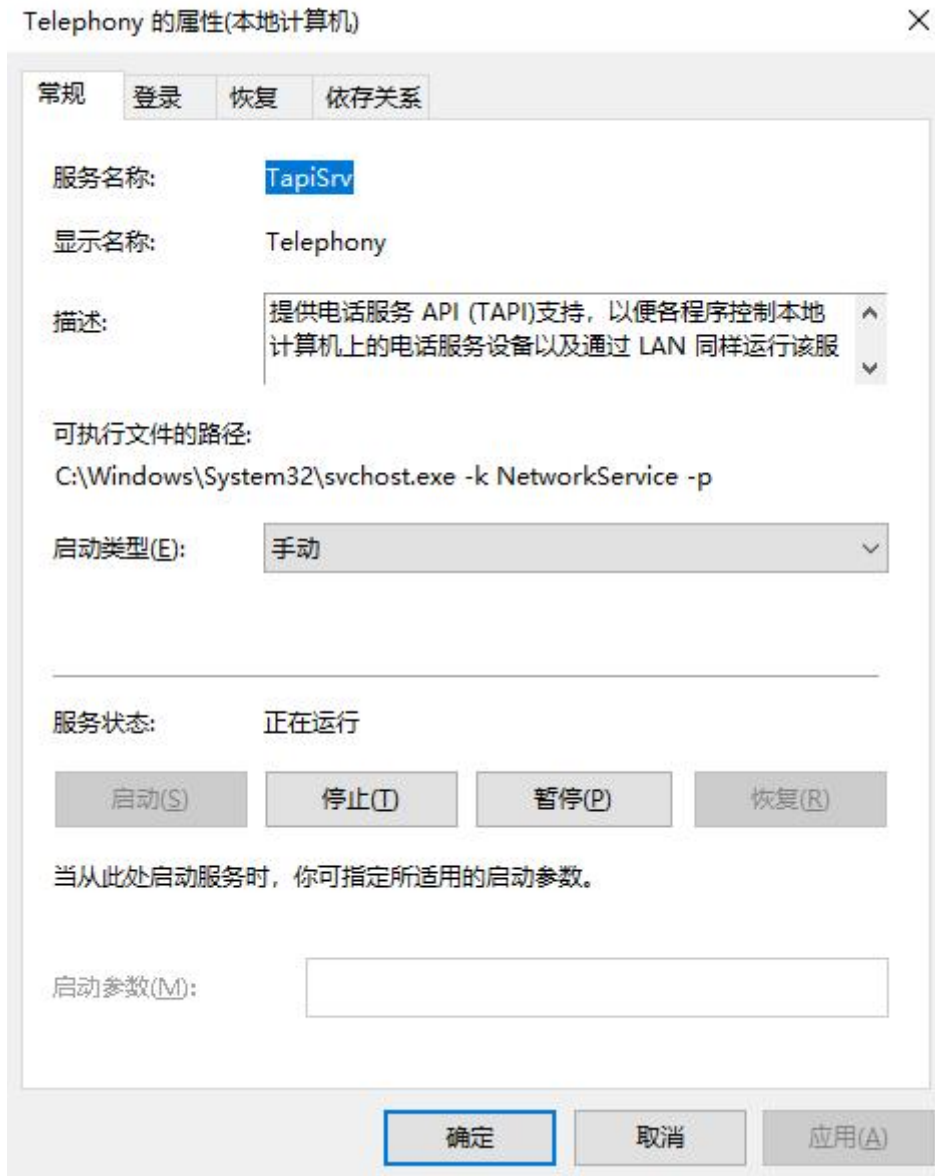 Telephony 的属性(本地计算机)
常规 登录 恢复 依存关系
服务名称: TapiSrv
显示名称: Telephony
描述: 提供电话服务 API (TAPI)支持，以便各程序控制本地
计算机上的电话服务设备以及通过 LAN 同样运行该服
可执行文件的路径:
C:\Windows\System32\svchost.exe -k NetworkService -p
启动类型(E): 手动
服务状态: 正在运行
启动(S) 停止(T) 暂停(P) 恢复(R)
当从此处启动服务时，你可指定所适用的启动参数。
启动参数(M):
确定 取消 应用(A)